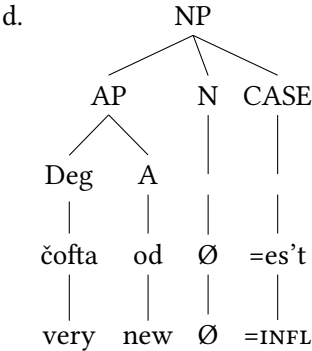 d. NP
AP N CASE
Deg A
čofta od Ø =es’t
very new Ø =INFL